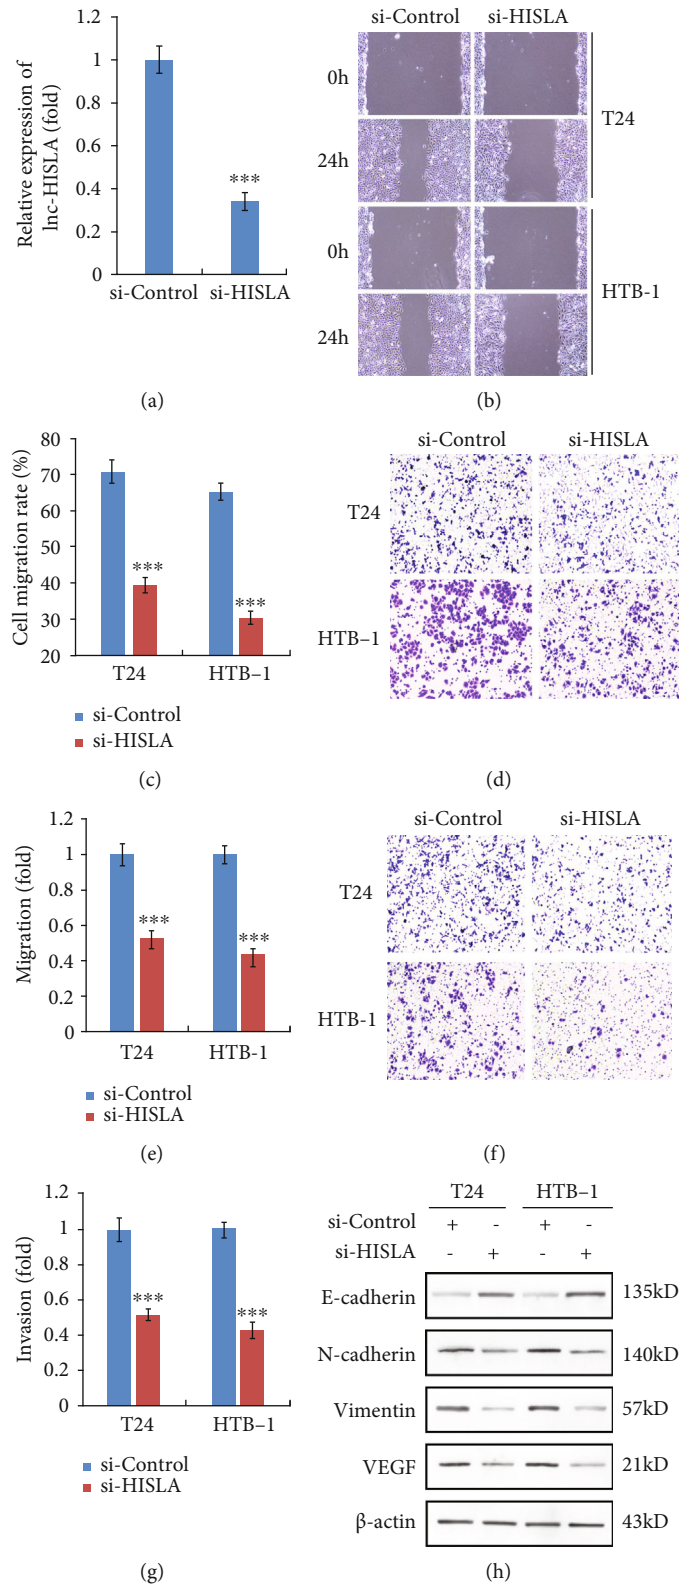 Relative expression of
lnc-HISLA (fold)
1.2
1
0.8
0.6
0.4
0.2
0
***
si-Control
si-HISLA
(a)
si-Control
si-HISLA
0h
24h
T24
0h
24h
HTB-1
(b)
Cell migration rate (%)
80
70
60
50
40
30
20
***
***
T24
HTB–1
si-Control
si-HISLA
(c)
si-Control
si-HISLA
T24
HTB–1
(d)
Migration (fold)
1.2
1
0.8
0.6
0.4
0.2
0
***
***
T24
HTB-1
si-Control
si-HISLA
(e)
si-Control
si-HISLA
T24
HTB-1
(f)
Invasion (fold)
1.2
1
0.8
0.6
0.4
0.2
0
***
***
T24
HTB–1
si-Control
si-HISLA
(g)
T24
HTB–1
si-Control + - + -
si-HISLA - + - +
E-cadherin 135kD
N-cadherin 140kD
Vimentin 57kD
VEGF 21kD
β-actin 43kD
(h)